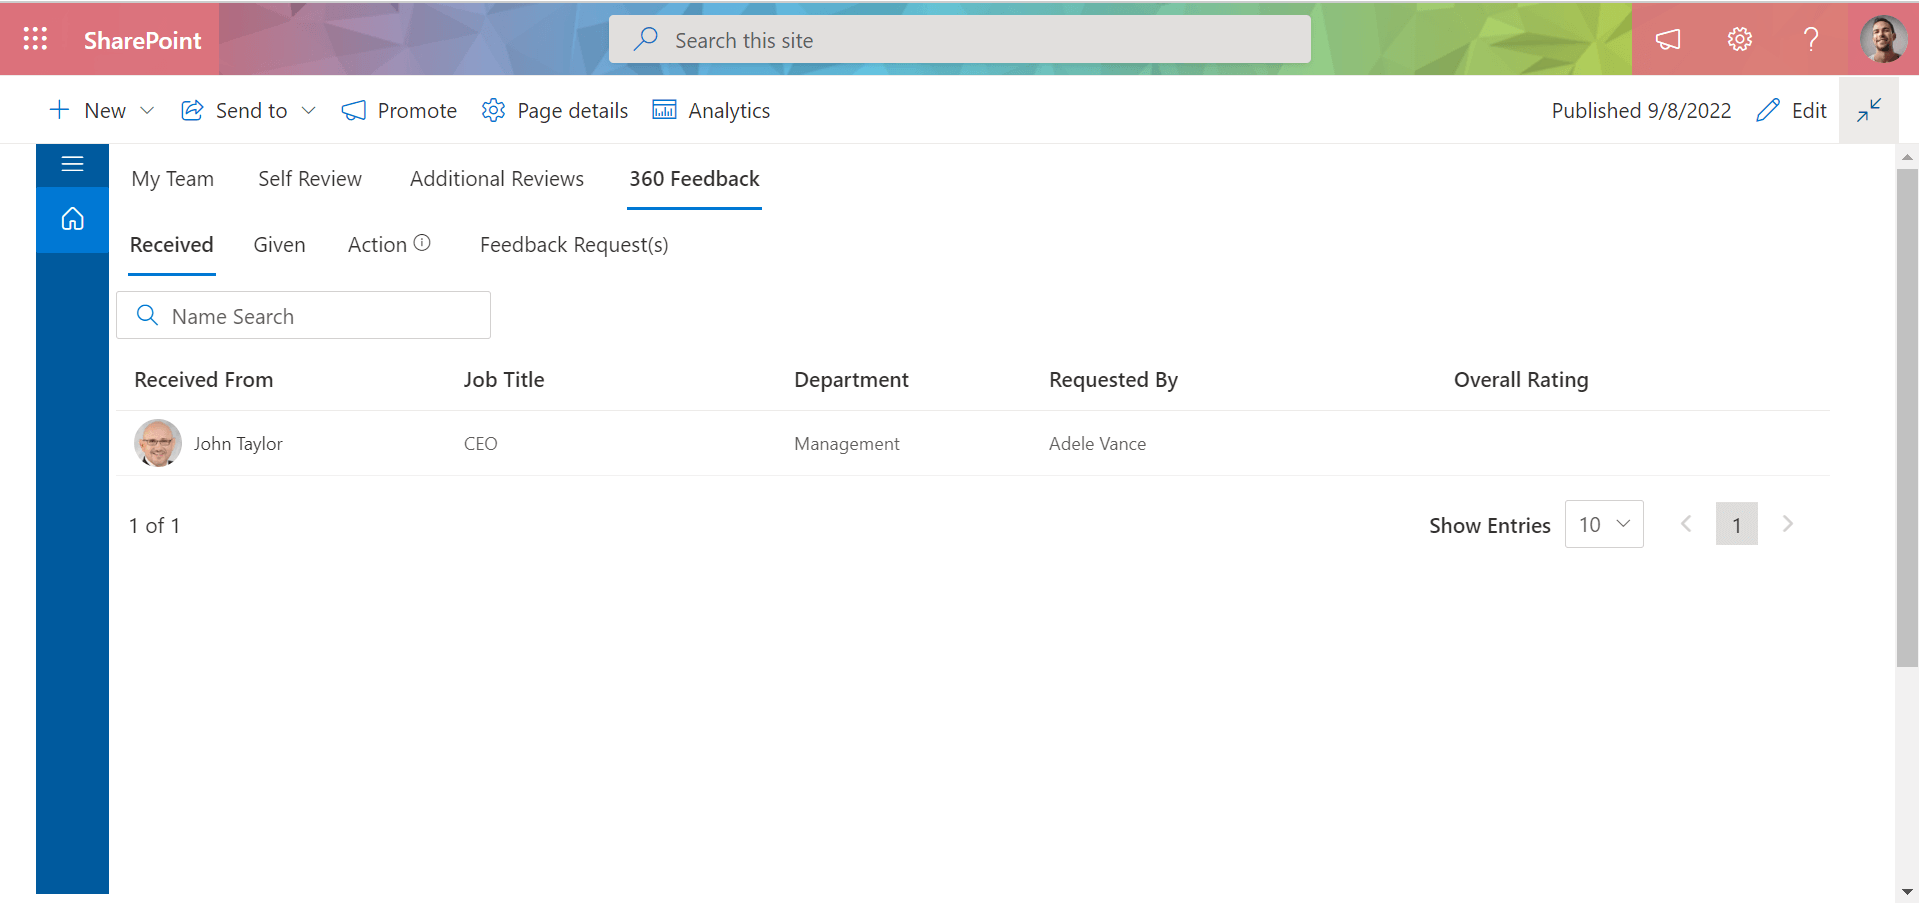 SharePoint
Search this site
New
Send to
Promote
Page details
Analytics
Published 9/8/2022
Edit
My Team
Self Review
Additional Reviews
360 Feedback
Received
Given
Action
Feedback Request(s)
Name Search
Received From
Job Title
Department
Requested By
Overall Rating
John Taylor
CEO
Management
Adele Vance
1 of 1
Show Entries
10
1